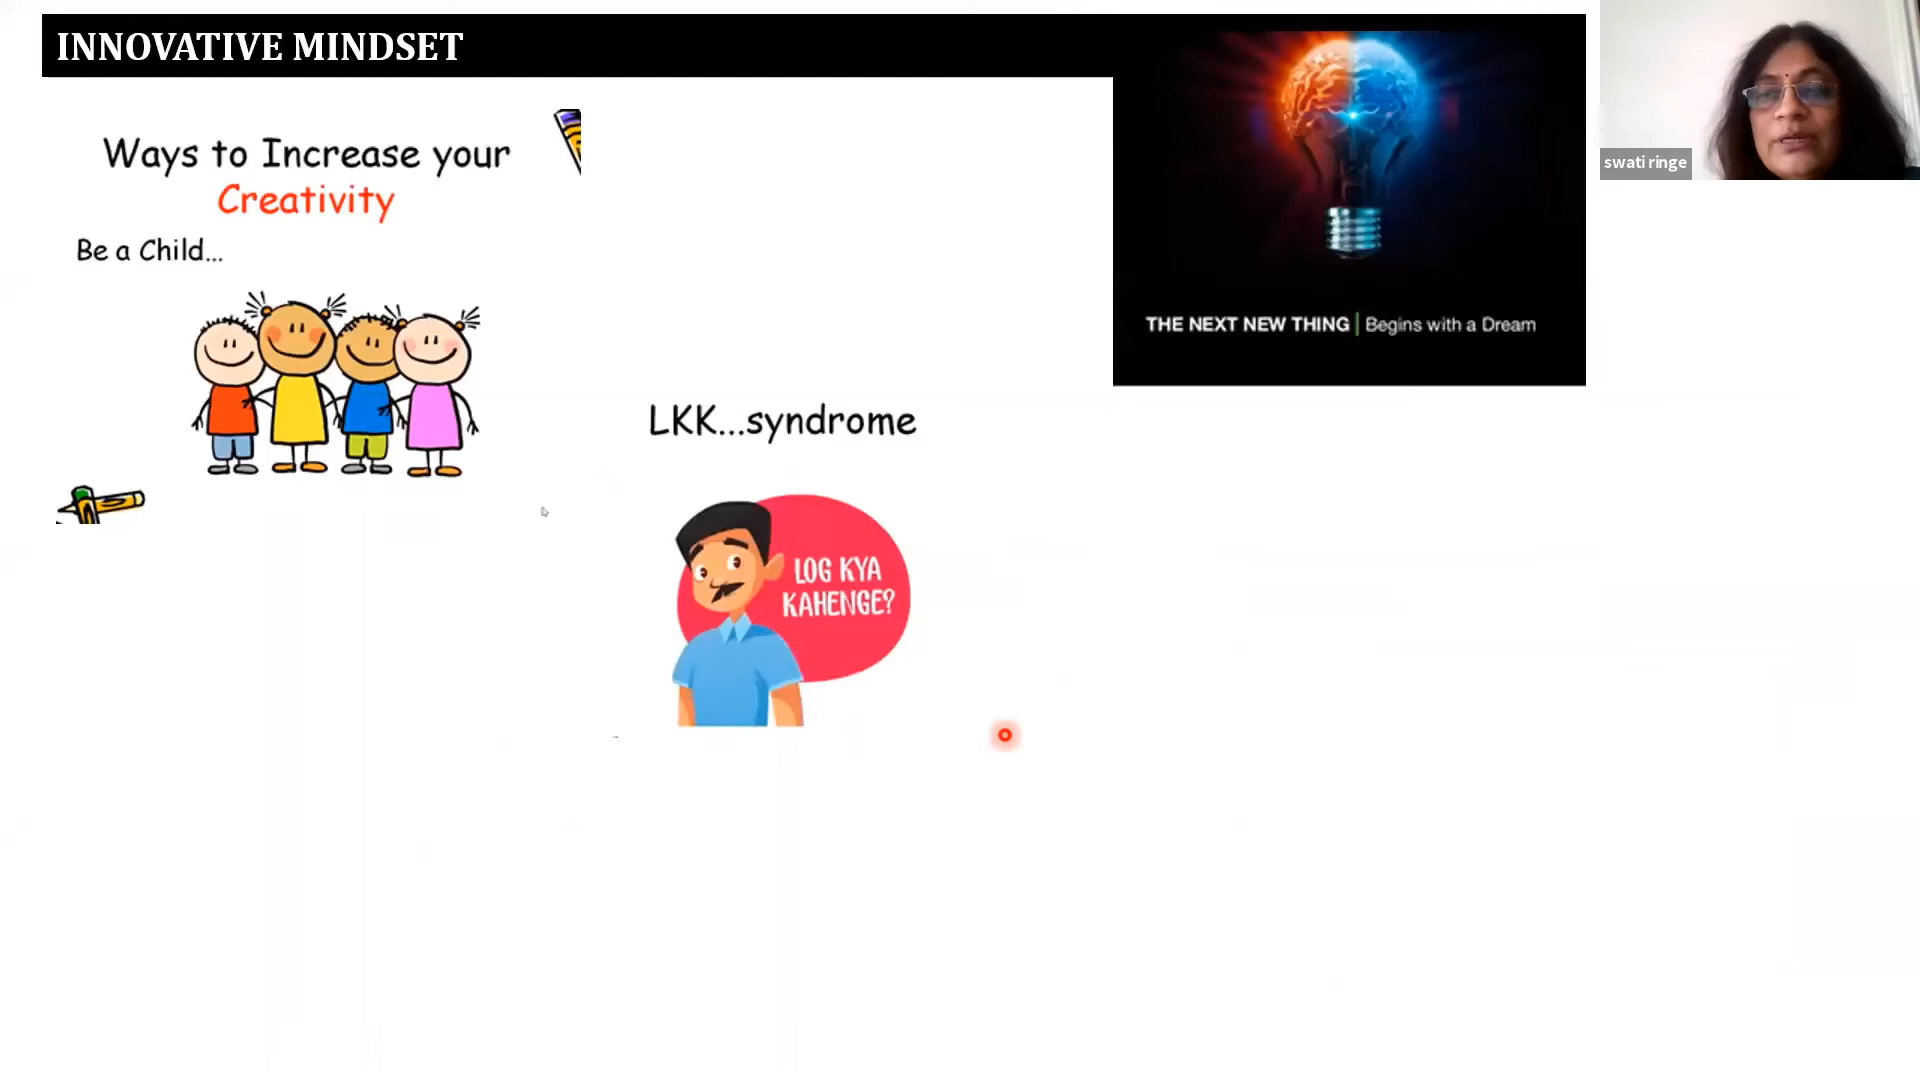 INNOVATIVE MINDSET
Ways to Increase your
Creativity
Be a Child...
THE NEXT NEW THING | Begins with a Dream
swati ringe
LKK...syndrome
LOG KYA
KAHENGE?